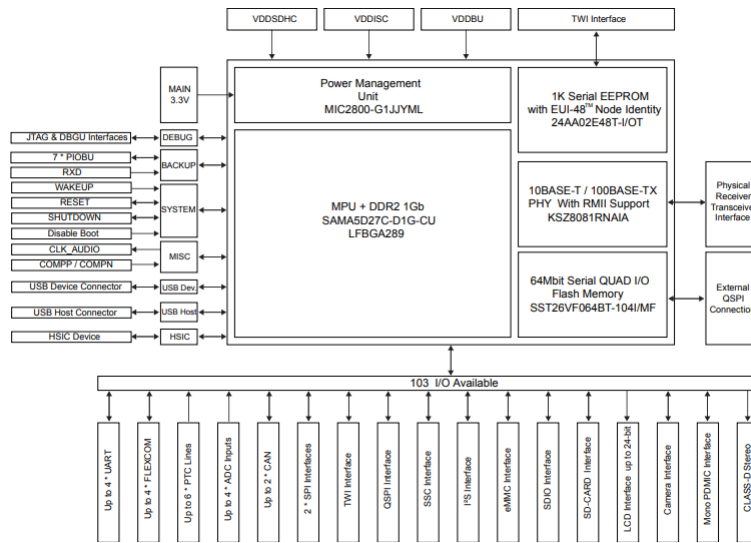 VDDSDHC
VDDISC
VDDBU
TWI Interface
MAIN
3.3V
Power Management
Unit
MIC2800-G1JJYML
1K Serial EEPROM
with EUI-48™ Node Identity
24AA02E48T-I/OT
JTAG & DBGU Interfaces
DEBUG
7 * PIOBU
RXD
BACKUP
WAKEUP
RESET
SHUTDOWN
Disable Boot
SYSTEM
CLK_AUDIO
COMPP / COMPN
MISC
USB Device Connector
USB Dev.
USB Host Connector
USB Host
HSIC Device
HSIC
MPU + DDR2 1Gb
SAMA5D27C-D1G-CU
LFBGA289
10BASE-T / 100BASE-TX
PHY With RMII Support
KSZ8081RNAIA
Physical
Receiver
Transceive
Interface
64Mbit Serial QUAD I/O
Flash Memory
SST26VF064BT-104I/MF
External
QSPI
Connection
103 I/O Available
Up to 4 * UART
Up to 4 * FLEXCOM
Up to 6 * PTC Lines
Up to 4 * ADC Inputs
Up to 2 * CAN
2 * SPI Interfaces
TWI Interface
QSPI Interface
SSC Interface
I²S Interface
eMMC Interface
SDIO Interface
SD-CARD Interface
LCD Interface up to 24-bit
Camera Interface
Mono PDMIC Interface
CLASS-D Stereo